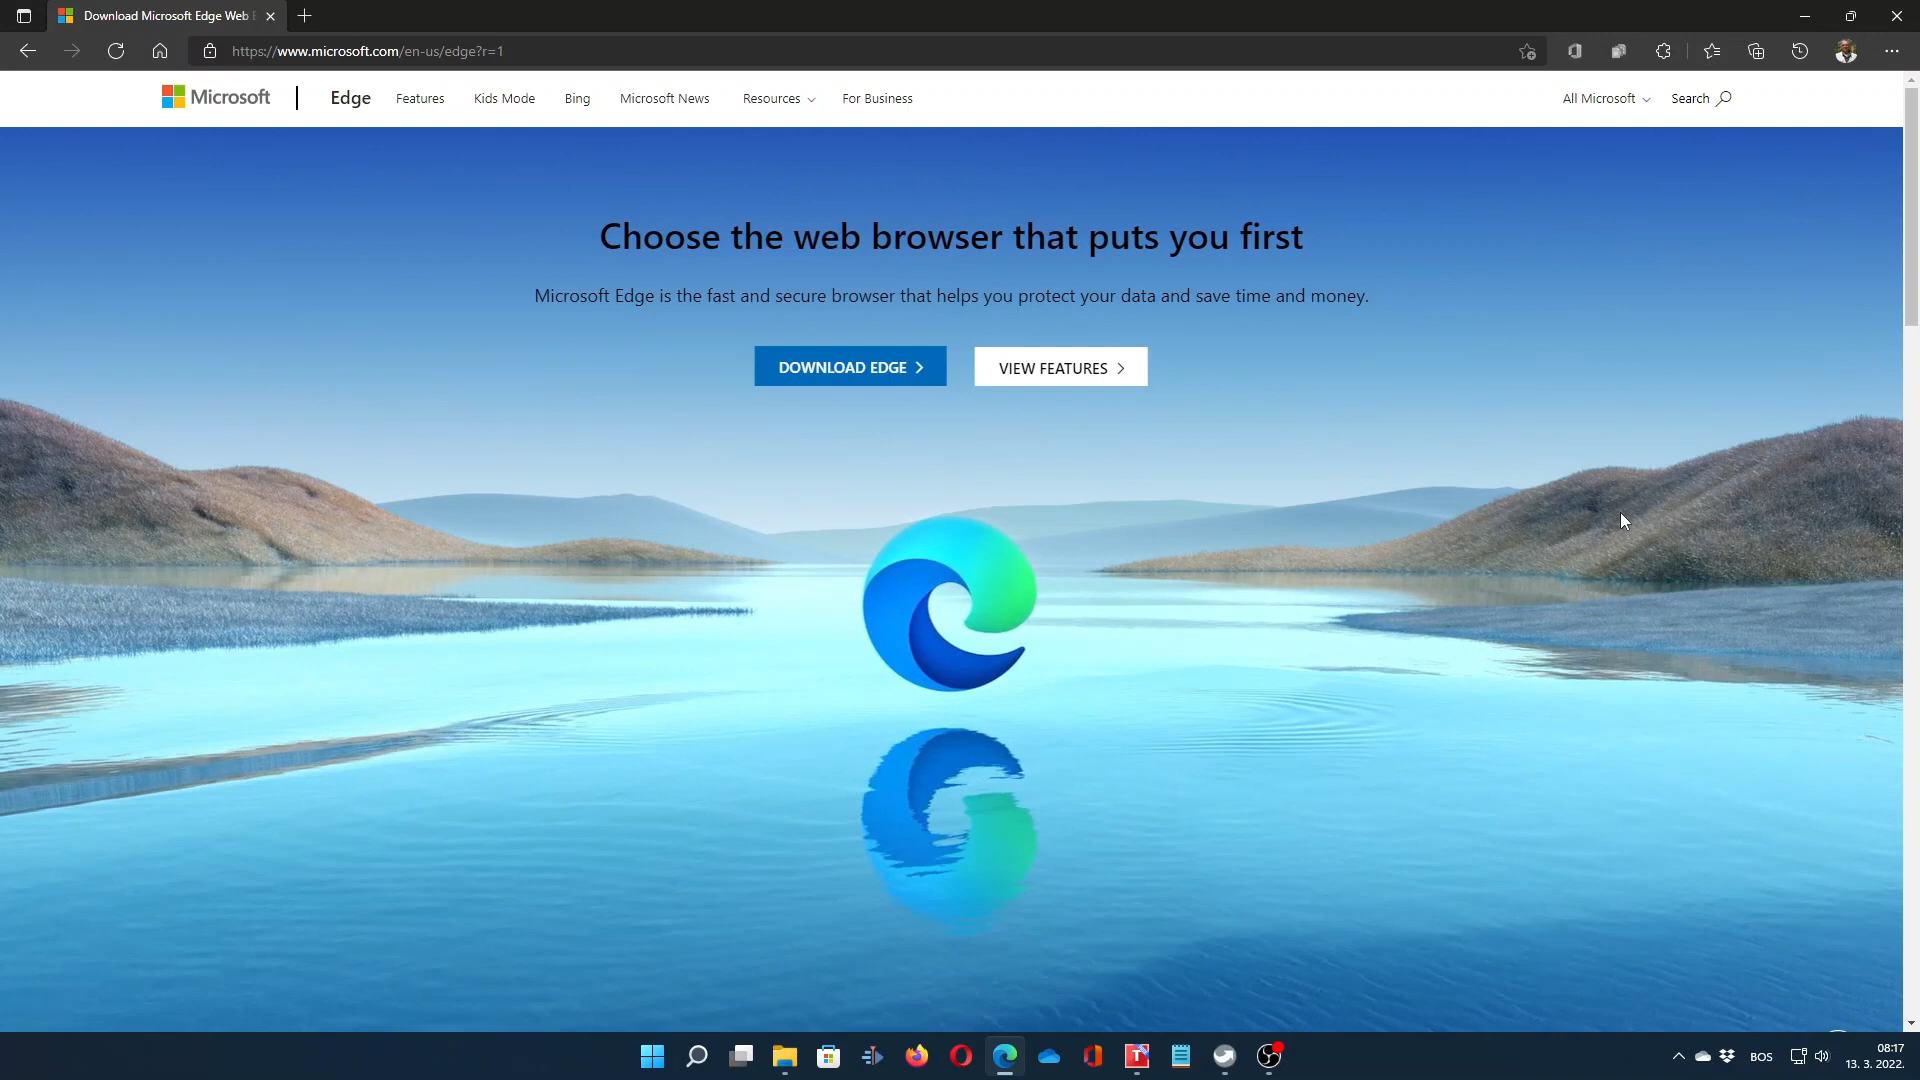 Download Microsoft Edge Web
https://www.microsoft.com/en-us/edge?r=1
Microsoft
Edge
Features
Kids Mode
Bing
Microsoft News
Resources
For Business
All Microsoft
Search
Choose the web browser that puts you first
Microsoft Edge is the fast and secure browser that helps you protect your data and save time and money.
DOWNLOAD EDGE
VIEW FEATURES
BOS
08:17
13. 3. 2022.